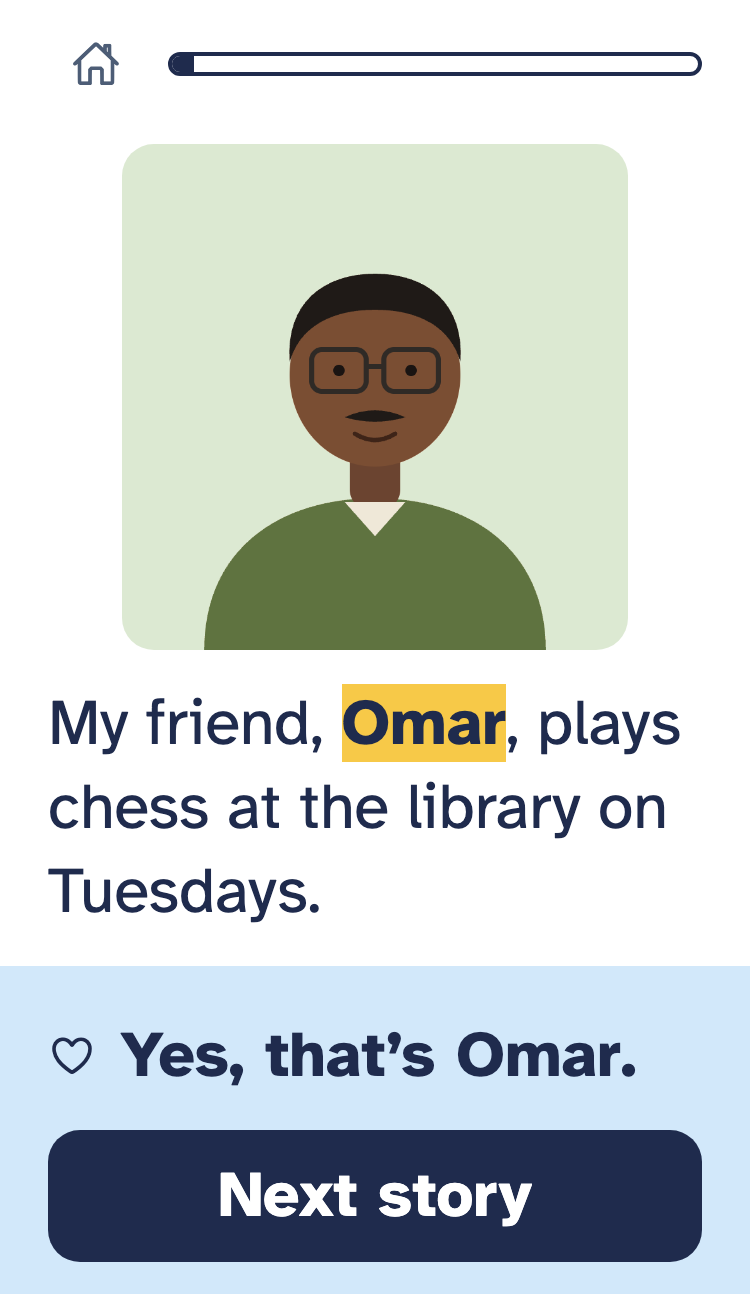 My friend, Omar, plays
chess at the library on
Tuesdays.
Yes, that’s Omar.
Next story